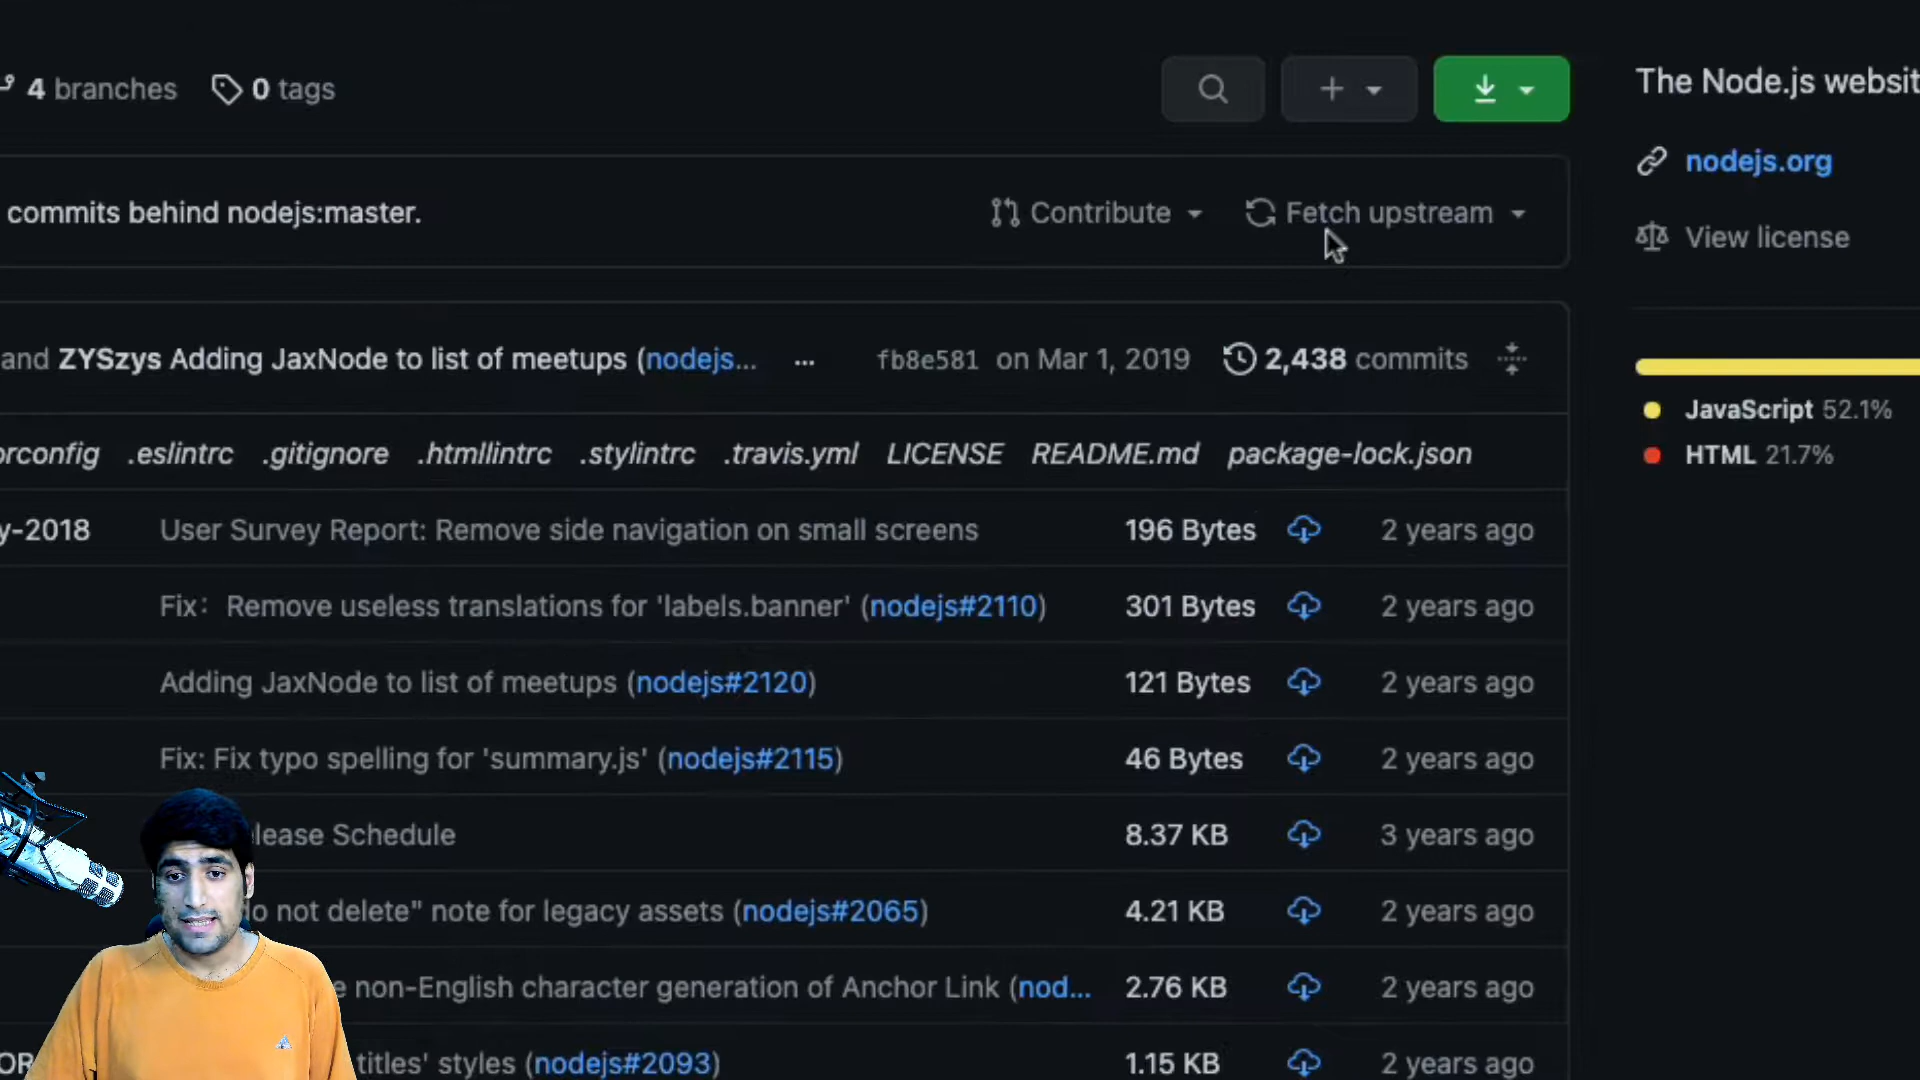 4 branches 0 tags
The Node.js websit
nodejs.org
commits behind nodejs:master. Contribute Fetch upstream
View license
and ZYSzys Adding JaxNode to list of meetups (nodejs... ... fb8e581 on Mar 1, 2019 2,438 commits
JavaScript 52.1%
HTML 21.7%
orconfig .eslintrc .gitignore .htmllintrc .stylintrc .travis.yml LICENSE README.md package-lock.json
y-2018 User Survey Report: Remove side navigation on small screens 196 Bytes 2 years ago
Fix： Remove useless translations for 'labels.banner' (nodejs#2110) 301 Bytes 2 years ago
Adding JaxNode to list of meetups (nodejs#2120) 121 Bytes 2 years ago
Fix: Fix typo spelling for 'summary.js' (nodejs#2115) 46 Bytes 2 years ago
lease Schedule 8.37 KB 3 years ago
o not delete" note for legacy assets (nodejs#2065) 4.21 KB 2 years ago
e non-English character generation of Anchor Link (nod... 2.76 KB 2 years ago
OR titles' styles (nodejs#2093) 1.15 KB 2 years ago